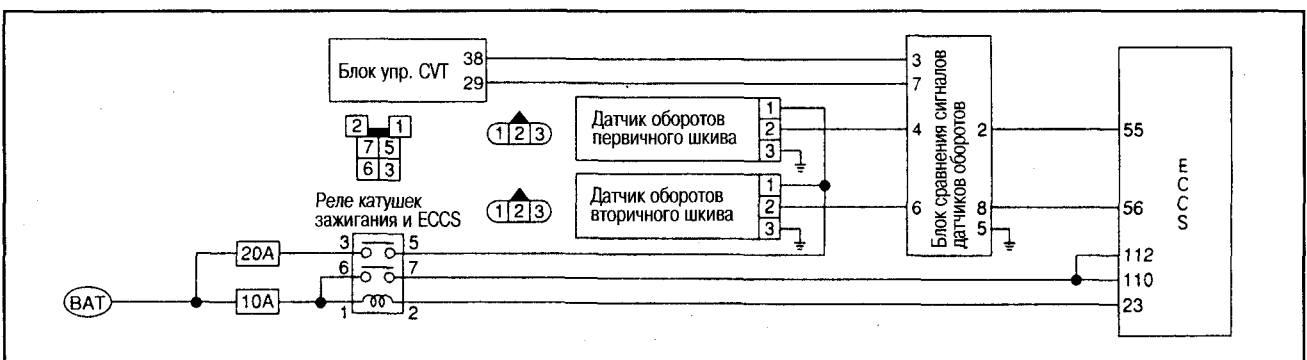 Блок упр. CVT
38
29
3
7
2 1
7 5
6 3
1 2 3
Датчик оборотов
первичного шкива
1
2
3
4
Блок сравнения сигналов
датчиков оборотов
2
55
1 2 3
Датчик оборотов
вторичного шкива
1
2
3
6
8
5
56
Реле катушек
зажигания и ECCS
3 5
6 7
1 2
20A
10A
BAT
112
110
23
ECCS